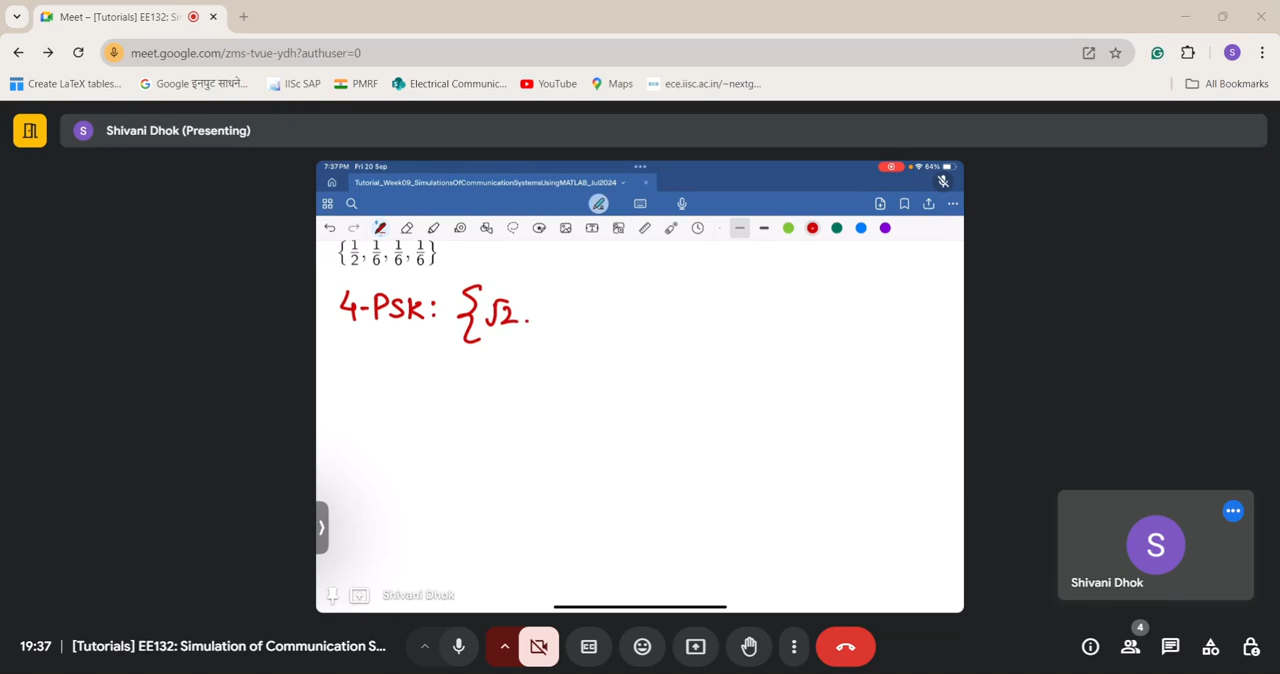 Meet – [Tutorials] EE132: Sim
meet.google.com/zms-tvue-ydh?authuser=0
Create LaTeX tables... Google इनपुट साधने... IISc SAP PMRF Electrical Communic... YouTube Maps ece.iisc.ac.in/~nextg... All Bookmarks
S Shivani Dhok (Presenting)
7:37 PM Fri 20 Sep 64%
Tutorial_Week09_SimulationsOfCommunicationSystemsUsingMATLAB_Jul2024
{1/2, 1/6, 1/6, 1/6}
4-PSK: {√2.
S
Shivani Dhok
Shivani Dhok
19:37 | [Tutorials] EE132: Simulation of Communication S...
4